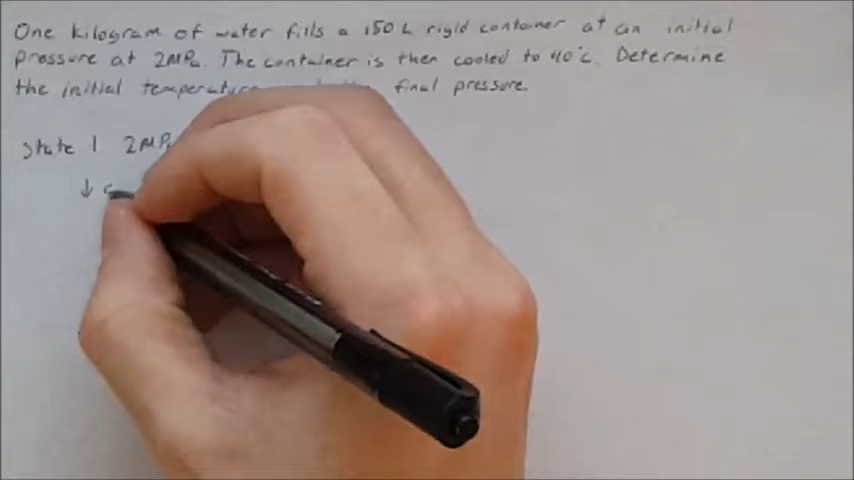 One kilogram of water fills a 150 L rigid container at an initial
pressure at 2MPa. The container is then cooled to 40°C. Determine
the initial temperature final pressure.
State 1 2MPa
↓